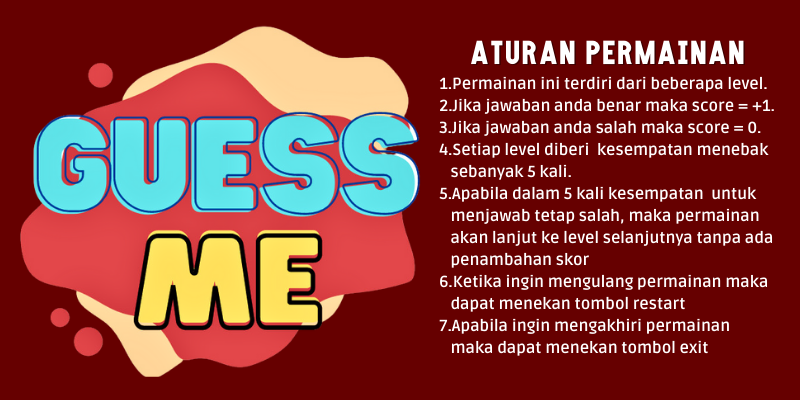 GUESS
ME
ATURAN PERMAINAN
1.Permainan ini terdiri dari beberapa level.
2.Jika jawaban anda benar maka score = +1.
3.Jika jawaban anda salah maka score = 0.
4.Setiap level diberi kesempatan menebak
sebanyak 5 kali.
5.Apabila dalam 5 kali kesempatan untuk
menjawab tetap salah, maka permainan
akan lanjut ke level selanjutnya tanpa ada
penambahan skor
6.Ketika ingin mengulang permainan maka
dapat menekan tombol restart
7.Apabila ingin mengakhiri permainan
maka dapat menekan tombol exit